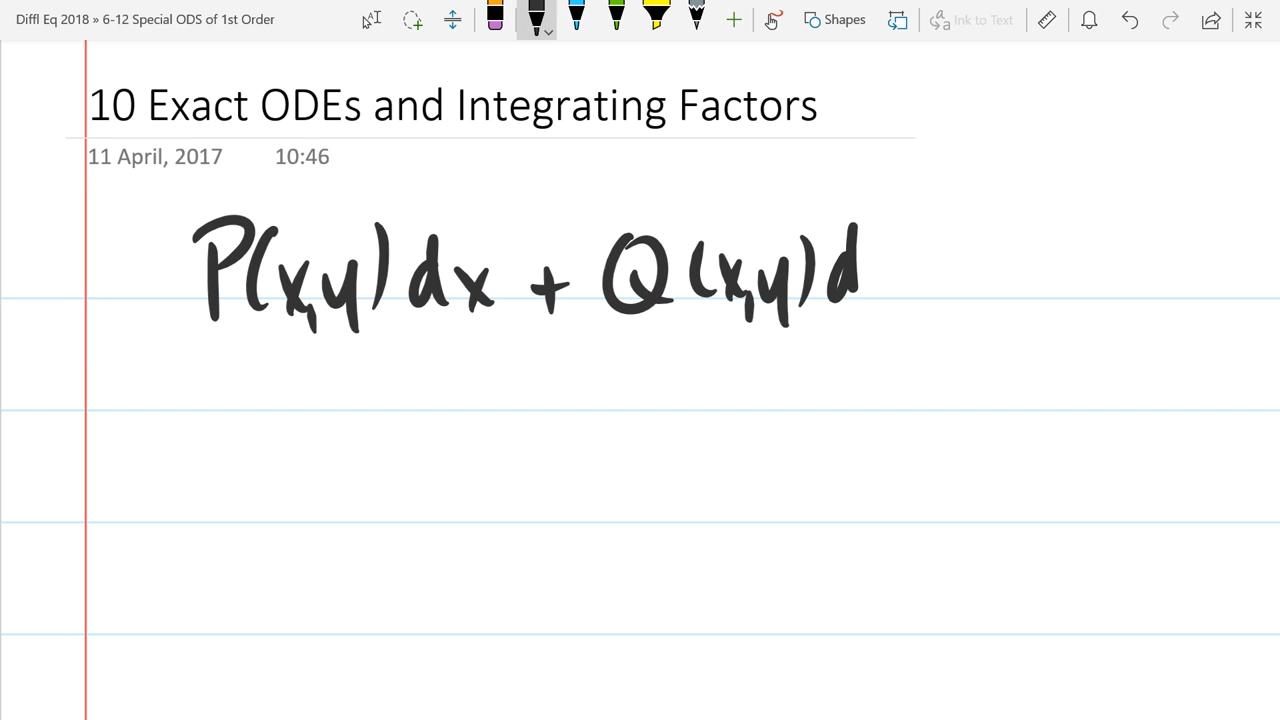 Diffl Eq 2018 » 6-12 Special ODS of 1st Order
Shapes
Ink to Text
10 Exact ODEs and Integrating Factors
11 April, 2017 10:46
P(x,y)dx + Q(x,y)d